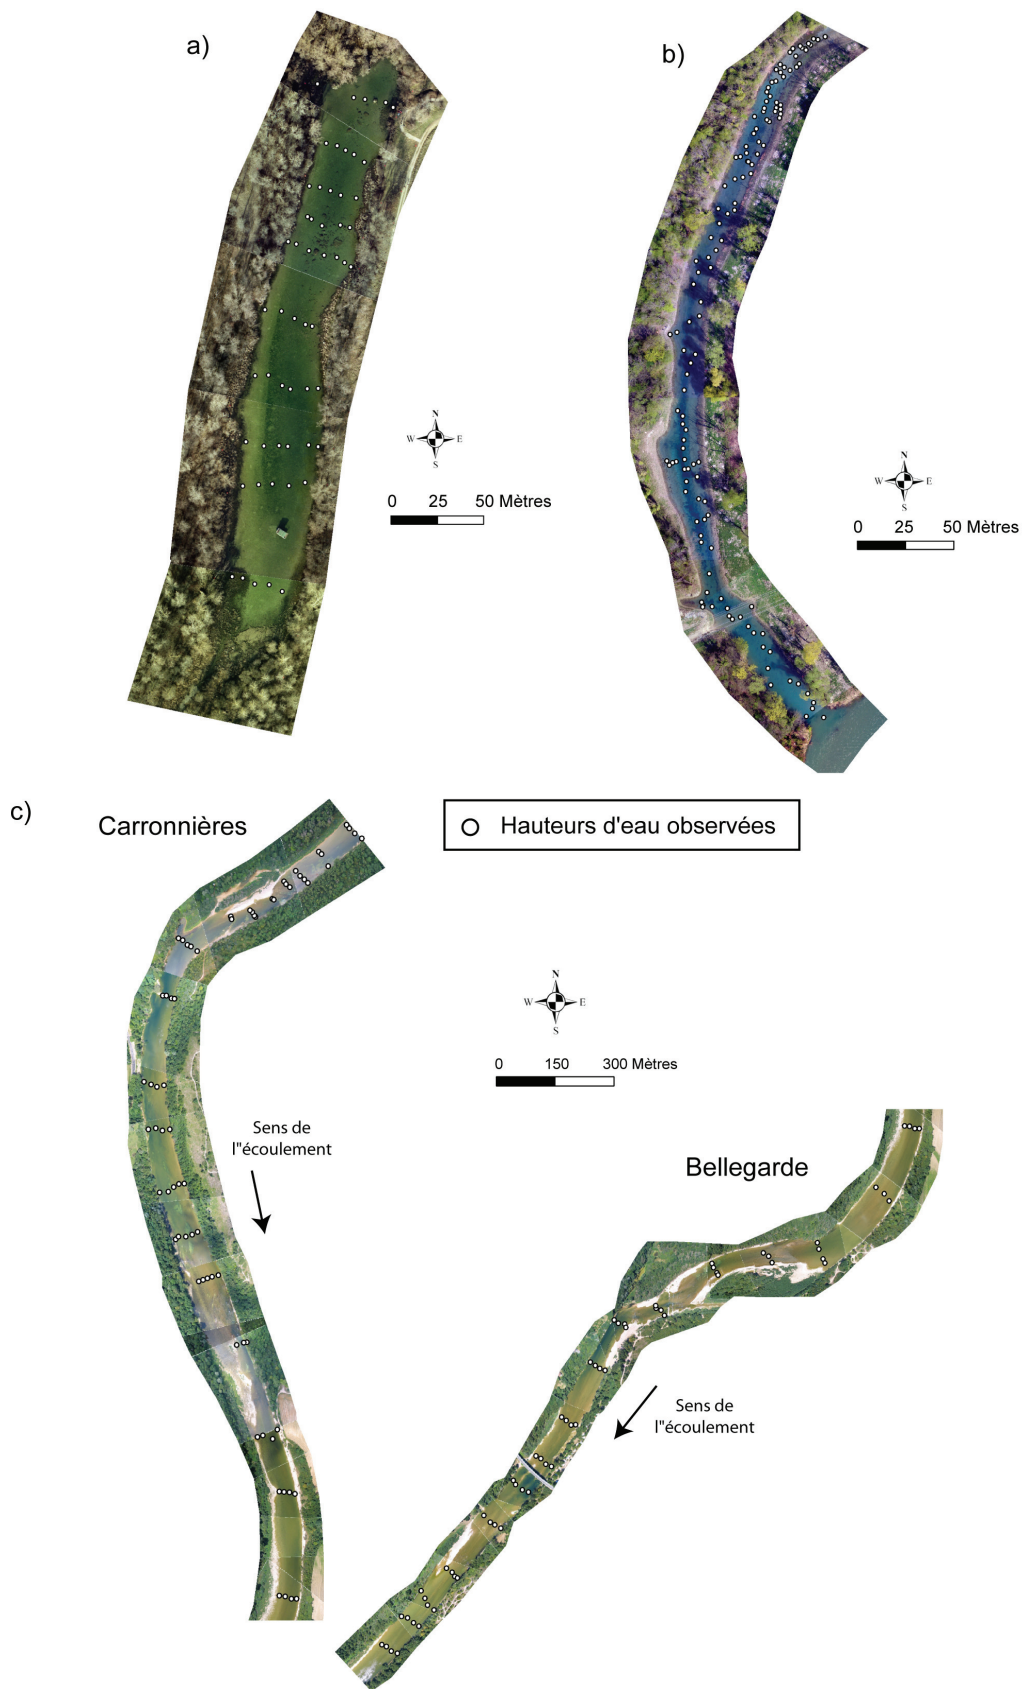 a)
b)
N
W E
S
0 25 50 Mètres
N
W E
S
0 25 50 Mètres
c)
Carronnières
Hauteurs d'eau observées
N
W E
S
0 150 300 Mètres
Sens de
l"écoulement
Bellegarde
Sens de
l"écoulement